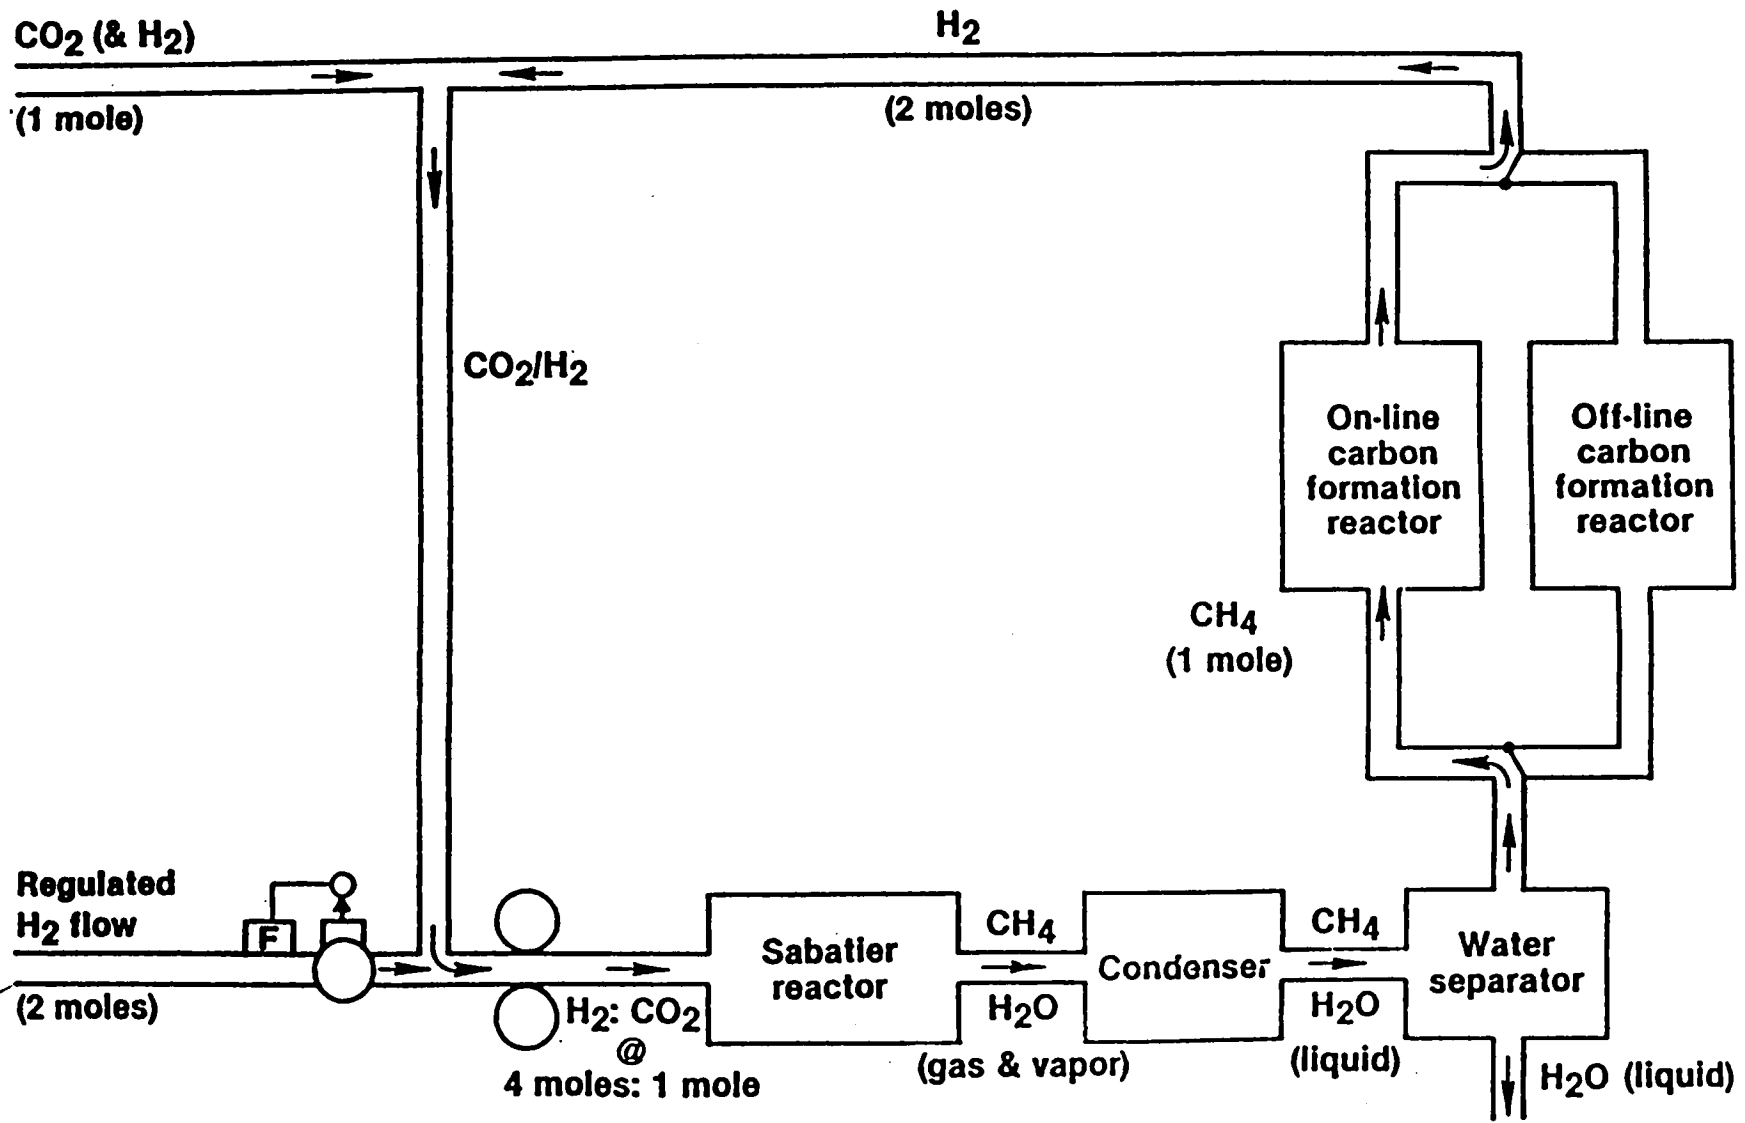 CO2 (& H2)
(1 mole)
H2
(2 moles)
CO2/H2
On-line
carbon
formation
reactor
Off-line
carbon
formation
reactor
CH4
(1 mole)
Regulated
H2 flow
(2 moles)
F
H2: CO2
@
4 moles: 1 mole
Sabatier
reactor
CH4
H2O
(gas & vapor)
Condenser
CH4
H2O
(liquid)
Water
separator
H2O (liquid)